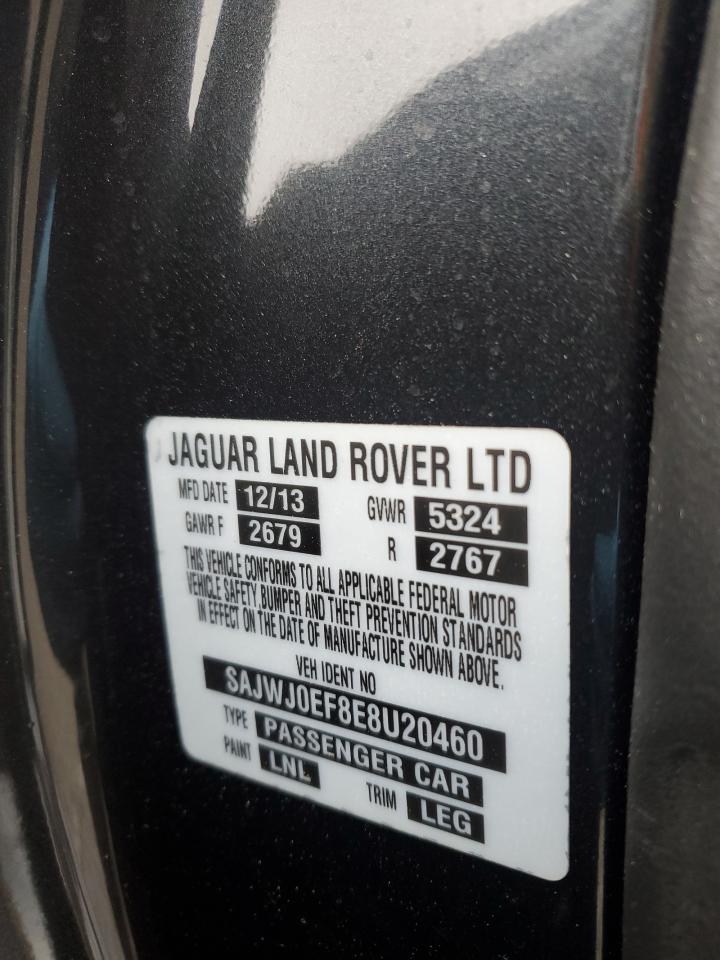 JAGUAR LAND ROVER LTD
MFD DATE 12/13 GVWR 5324
GAWR F 2679 R 2767
THIS VEHICLE CONFORMS TO ALL APPLICABLE FEDERAL MOTOR
VEHICLE SAFETY,BUMPER AND THEFT PREVENTION STANDARDS
IN EFFECT ON THE DATE OF MANUFACTURE SHOWN ABOVE.
VEH IDENT NO
SAJWJ0EF8E8U20460
TYPE PASSENGER CAR
PAINT LNL TRIM LEG